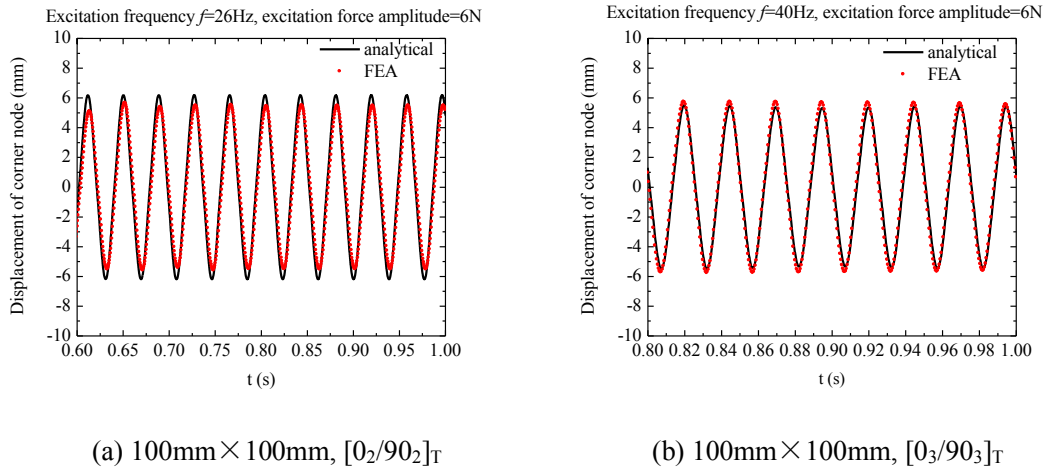 Excitation frequency f=26Hz, excitation force amplitude=6N
analytical
FEA
Displacement of corner node (mm)
10
8
6
4
2
0
-2
-4
-6
-8
-10
0.60 0.65 0.70 0.75 0.80 0.85 0.90 0.95 1.00
t (s)
(a) 100mm×100mm, [0₂/90₂]T
Excitation frequency f=40Hz, excitation force amplitude=6N
analytical
FEA
Displacement of corner node (mm)
10
8
6
4
2
0
-2
-4
-6
-8
-10
0.80 0.82 0.84 0.86 0.88 0.90 0.92 0.94 0.96 0.98 1.00
t (s)
(b) 100mm×100mm, [0₃/90₃]T